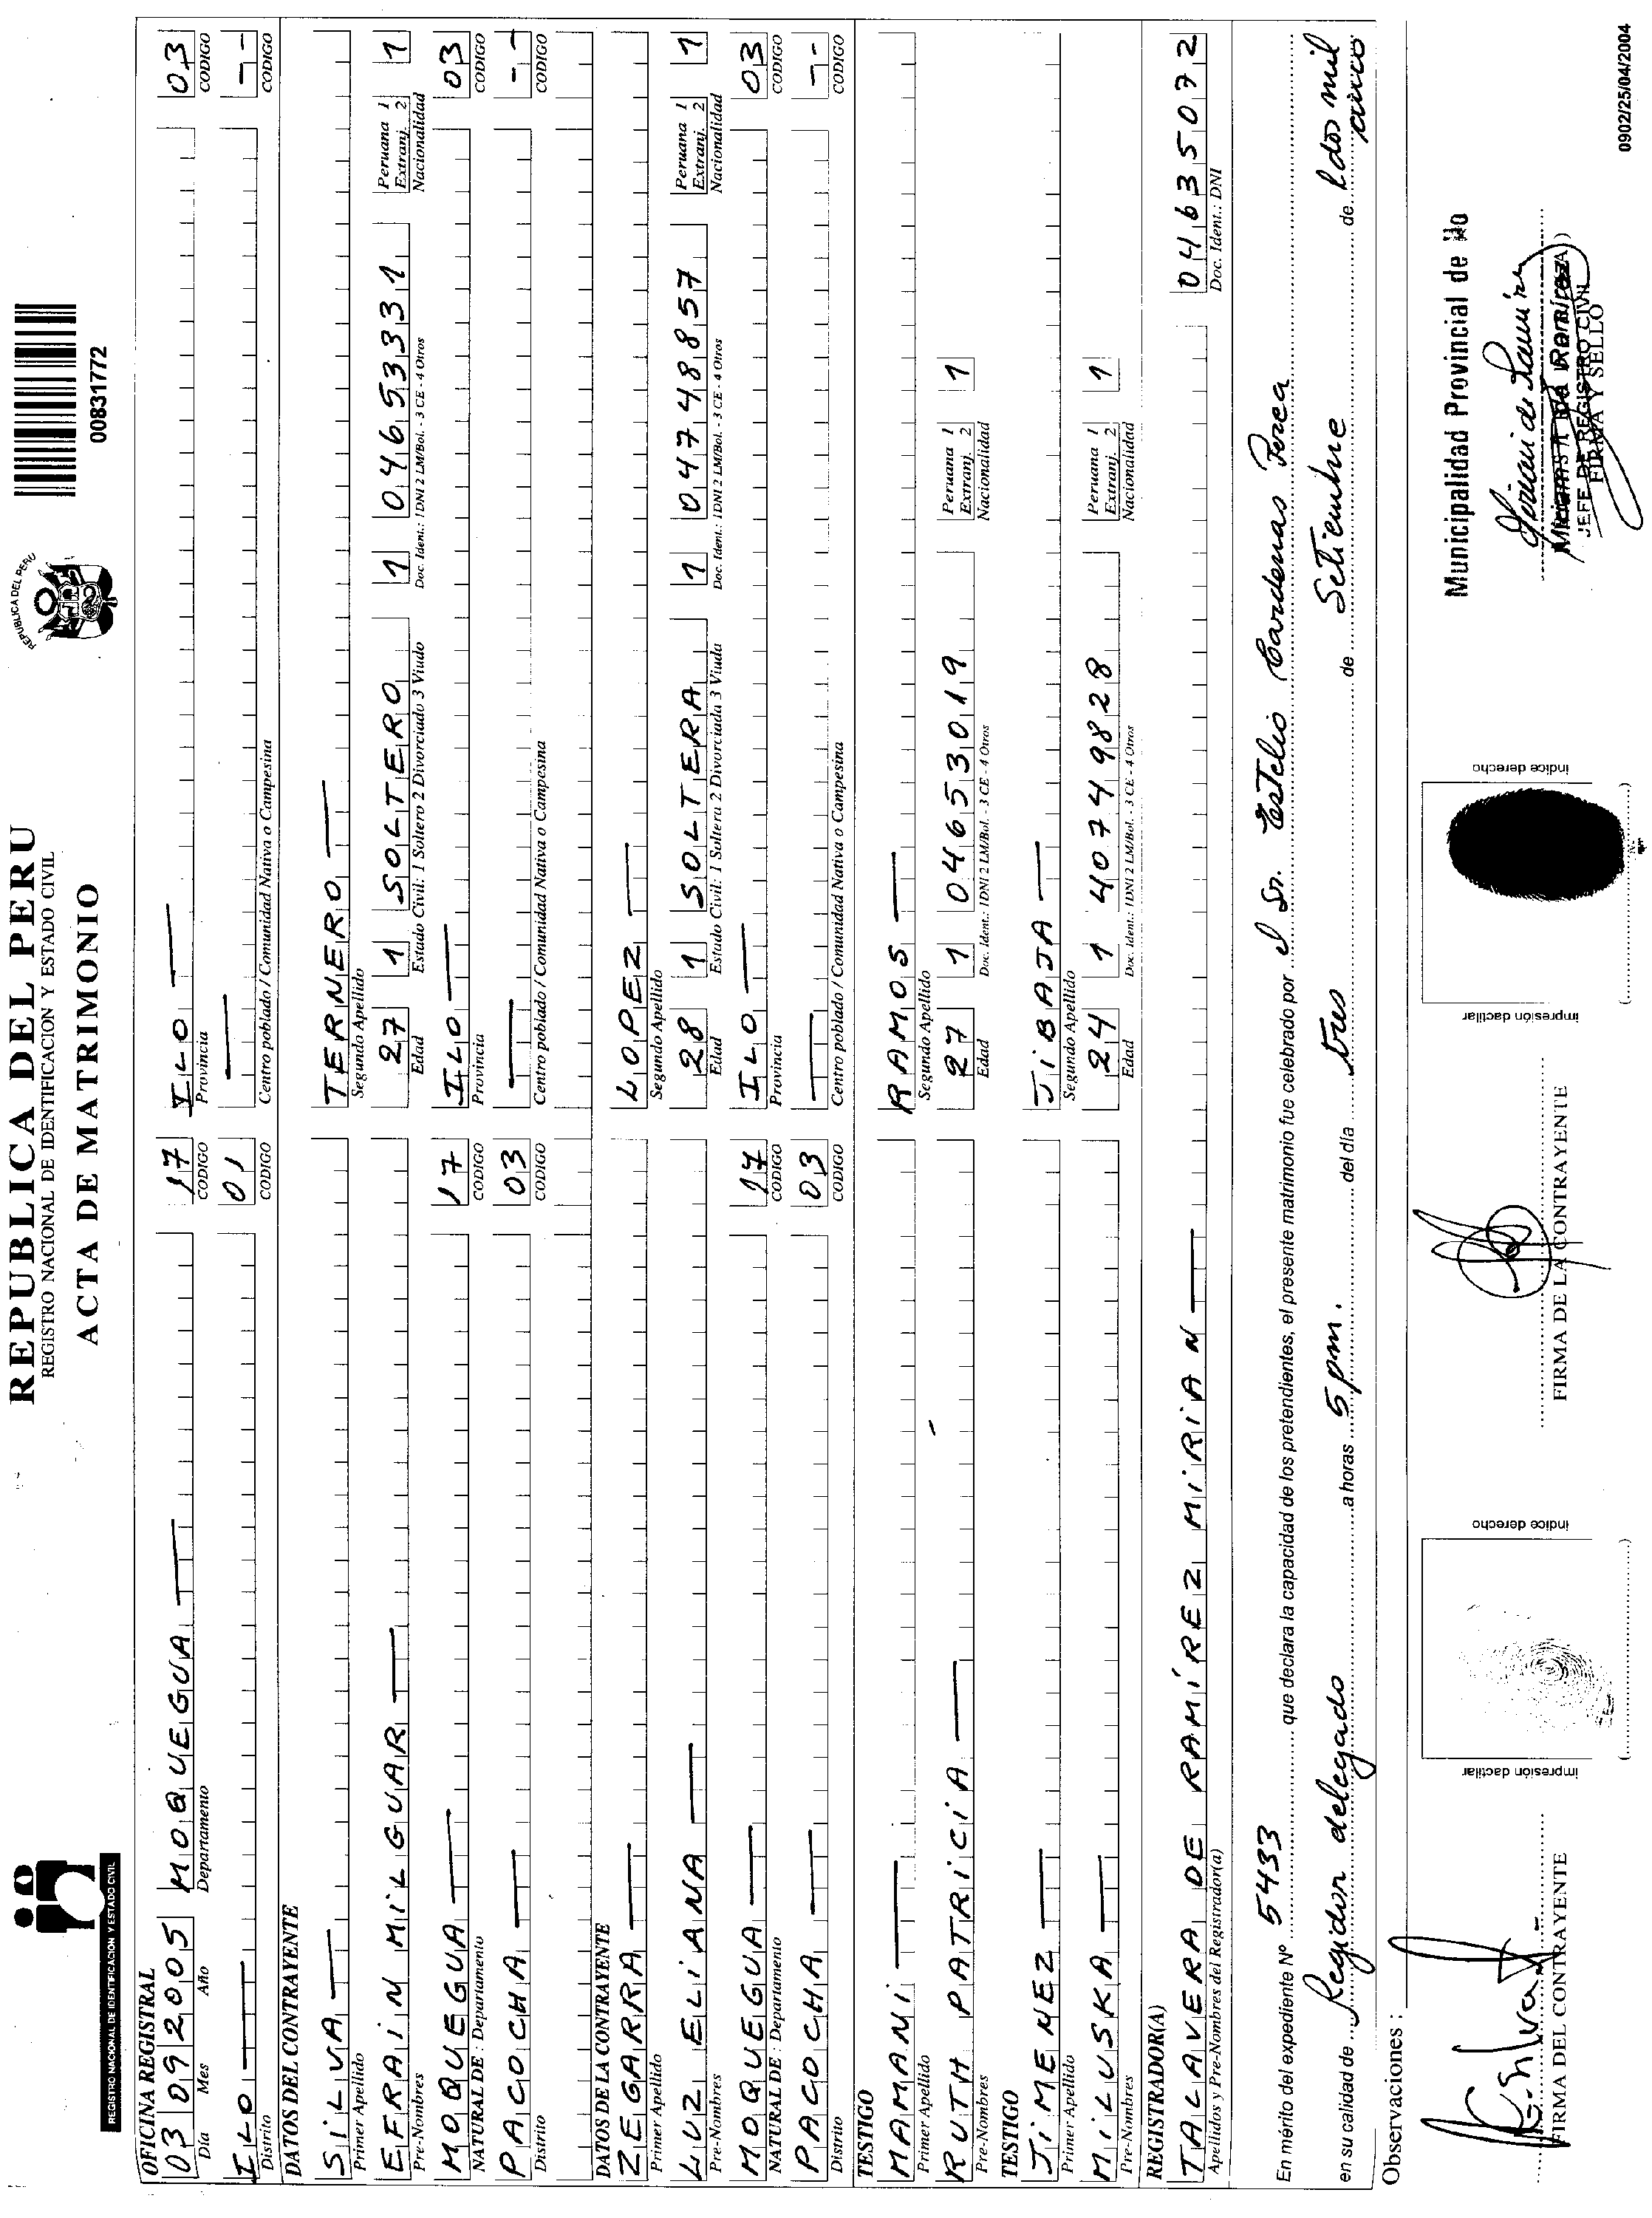 REPUBLICA DEL PERU
REGISTRO NACIONAL DE IDENTIFICACION Y ESTADO CIVIL
ACTA DE MATRIMONIO
REGISTRO NACIONAL DE IDENTIFICACION Y ESTADO CIVIL
REPUBLICA DEL PERU
00831772
OFICINA REGISTRAL
03 09 2005 MOQUEGUA 17 ILO 03
Día Mes Año Departamento CODIGO Provincia CODIGO
ILO 01 — --
Distrito CODIGO Centro poblado / Comunidad Nativa o Campesina CODIGO
DATOS DEL CONTRAYENTE
SILVA TERNERO
Primer Apellido Segundo Apellido
EFRAIN MILGUAR 27 1 SOLTERO 1 04653331 Peruana 1 Extranj. 2 1
Pre-Nombres Edad Estado Civil: 1 Soltero 2 Divorciado 3 Viudo Doc. Ident.: 1DNI 2 LM/Bol. - 3 CE - 4 Otros Nacionalidad
MOQUEGUA 17 ILO 03
NATURAL DE : Departamento CODIGO Provincia CODIGO
PACOCHA 03 — --
Distrito CODIGO Centro poblado / Comunidad Nativa o Campesina CODIGO
DATOS DE LA CONTRAYENTE
ZEGARRA LOPEZ
Primer Apellido Segundo Apellido
LUZ ELIANA 28 1 SOLTERA 1 04748857 Peruana 1 Extranj. 2 1
Pre-Nombres Edad Estado Civil: 1 Soltera 2 Divorciada 3 Viuda Doc. Ident.: 1DNI 2 LM/Bol. - 3 CE - 4 Otros Nacionalidad
MOQUEGUA 17 ILO 03
NATURAL DE : Departamento CODIGO Provincia CODIGO
PACOCHA 03 — --
Distrito CODIGO Centro poblado / Comunidad Nativa o Campesina CODIGO
TESTIGO
MAMANI RAMOS
Primer Apellido Segundo Apellido
RUTH PATRICIA 27 1 04653019 Peruana 1 Extranj. 2 1
Pre-Nombres Edad Doc. Ident.: 1DNI 2 LM/Bol. - 3 CE - 4 Otros Nacionalidad
TESTIGO
JIMENEZ JIBAJA
Primer Apellido Segundo Apellido
MILUSKA 24 1 40749828 Peruana 1 Extranj. 2 1
Pre-Nombres Edad Doc. Ident.: 1DNI 2 LM/Bol. - 3 CE - 4 Otros Nacionalidad
REGISTRADOR(A)
TALAVERA DE RAMÍREZ MIRIAN 04635072
Apellidos y Pre-Nombres del Registrador(a) Doc. Ident.: DNI
En mérito del expediente Nº 5433 que declara la capacidad de los pretendientes, el presente matrimonio fue celebrado por el Sr. Estelio Cardenas Perea
en su calidad de Regidor delegado a horas 5 pm. del día tres de Setiembre de dos mil cinco
Observaciones :
Municipalidad Provincial de Ilo
impresión dactilar índice derecho
impresión dactilar índice derecho
FIRMA DEL CONTRAYENTE
FIRMA DE LA CONTRAYENTE
JEFE DE REGISTRO CIVIL
FIRMA Y SELLO
0902/25/04/2004